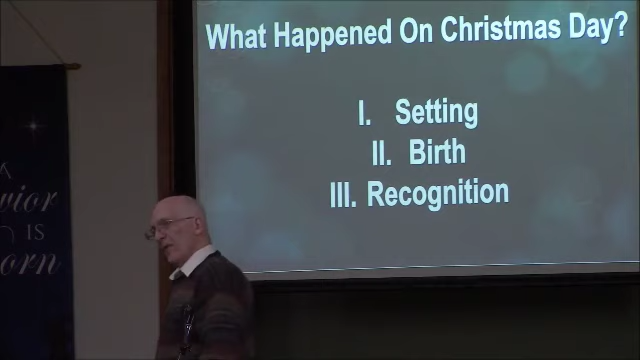 What Happened On Christmas Day?
I. Setting
II. Birth
III. Recognition
A
vior
IS
orn